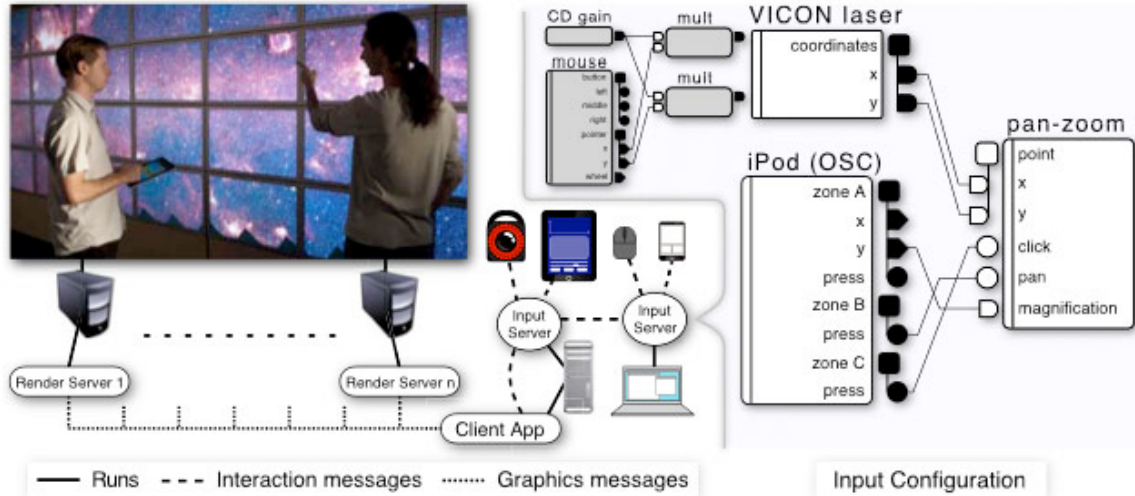 CD gain
mult
VICON laser
coordinates
x
y
mouse
button
left
middle
right
pointer
x
y
wheel
mult
pan-zoom
point
x
y
click
pan
magnification
iPod (OSC)
zone A
x
y
press
zone B
press
zone C
press
Input
Server
Input
Server
Render Server 1
Render Server n
Client App
Runs
Interaction messages
Graphics messages
Input Configuration